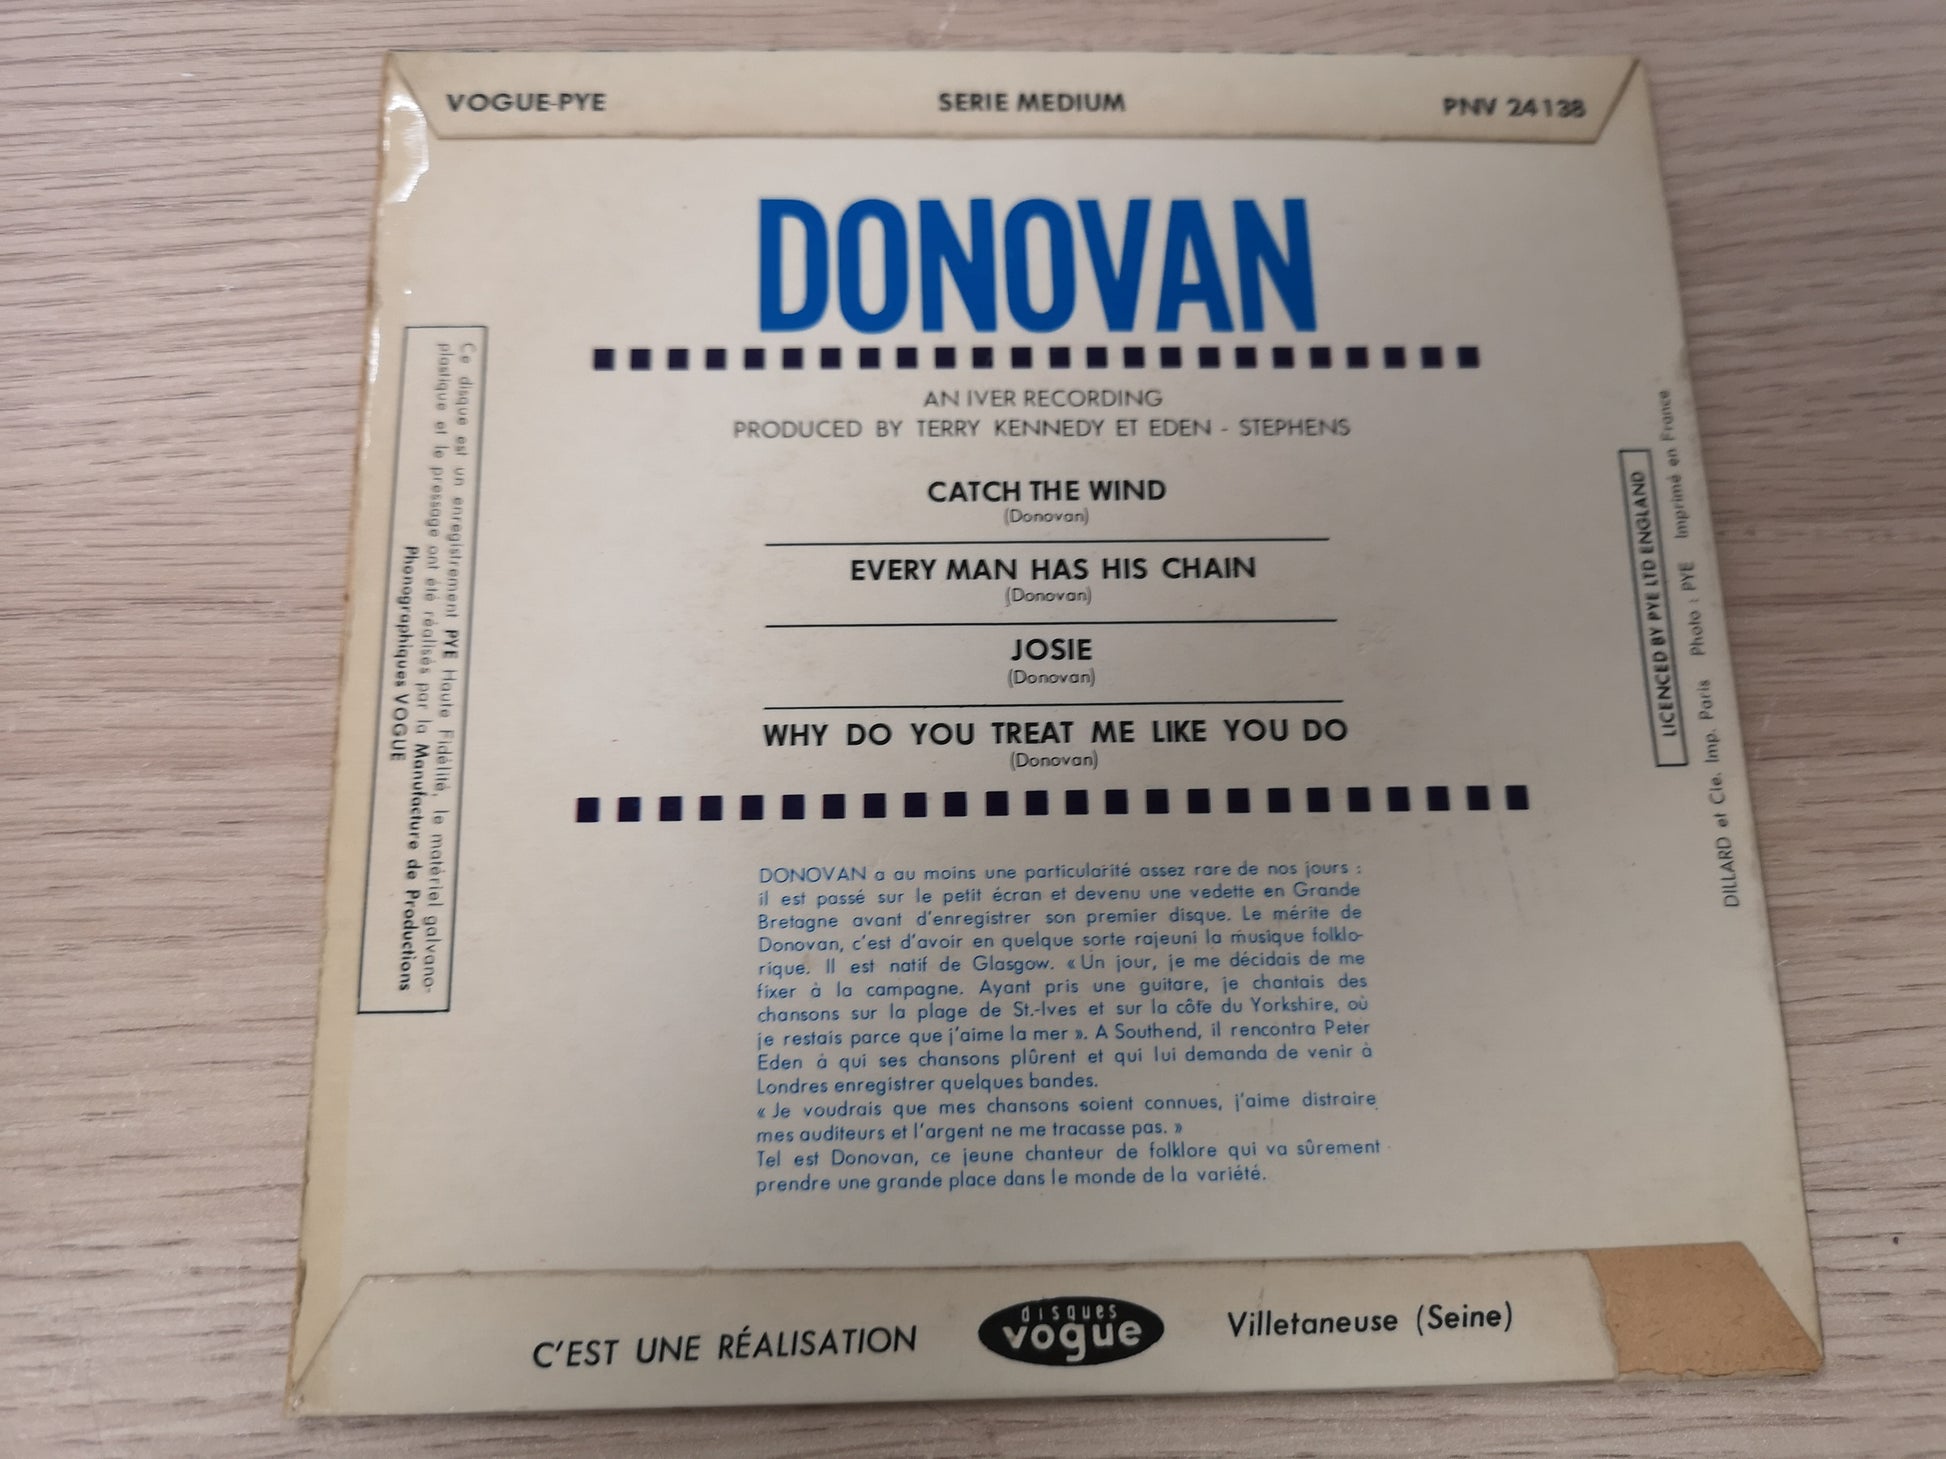 VOGUE-PYE SERIE MEDIUM PNV 24138
DONOVAN
AN IVER RECORDING
PRODUCED BY TERRY KENNEDY ET EDEN - STEPHENS
CATCH THE WIND
(Donovan)
EVERY MAN HAS HIS CHAIN
(Donovan)
JOSIE
(Donovan)
WHY DO YOU TREAT ME LIKE YOU DO
(Donovan)
DONOVAN a au moins une particularité assez rare de nos jours :
il est passé sur le petit écran et devenu une vedette en Grande
Bretagne avant d'enregistrer son premier disque. Le mérite de
Donovan, c'est d'avoir en quelque sorte rajeuni la musique folklo-
rique. Il est natif de Glasgow. « Un jour, je me décidais de me
fixer à la campagne. Ayant pris une guitare, je chantais des
chansons sur la plage de St.-Ives et sur la côte du Yorkshire, où
je restais parce que j'aime la mer ». A Southend, il rencontra Peter
Eden à qui ses chansons plûrent et qui lui demanda de venir à
Londres enregistrer quelques bandes.
« Je voudrais que mes chansons soient connues, j'aime distraire
mes auditeurs et l'argent ne me tracasse pas. »
Tel est Donovan, ce jeune chanteur de folklore qui va sûrement
prendre une grande place dans le monde de la variété.
Ce disque est un enregistrement PYE Haute Fidélité, le matériel galvano-
plastique et le pressage ont été réalisés par la Manufacture de Productions
Phonographiques VOGUE
LICENCED BY PYE LTD ENGLAND
DILLARD et Cie. Imp. Paris Photo : PYE Imprimé en France
C'EST UNE RÉALISATION disques vogue Villetaneuse (Seine)